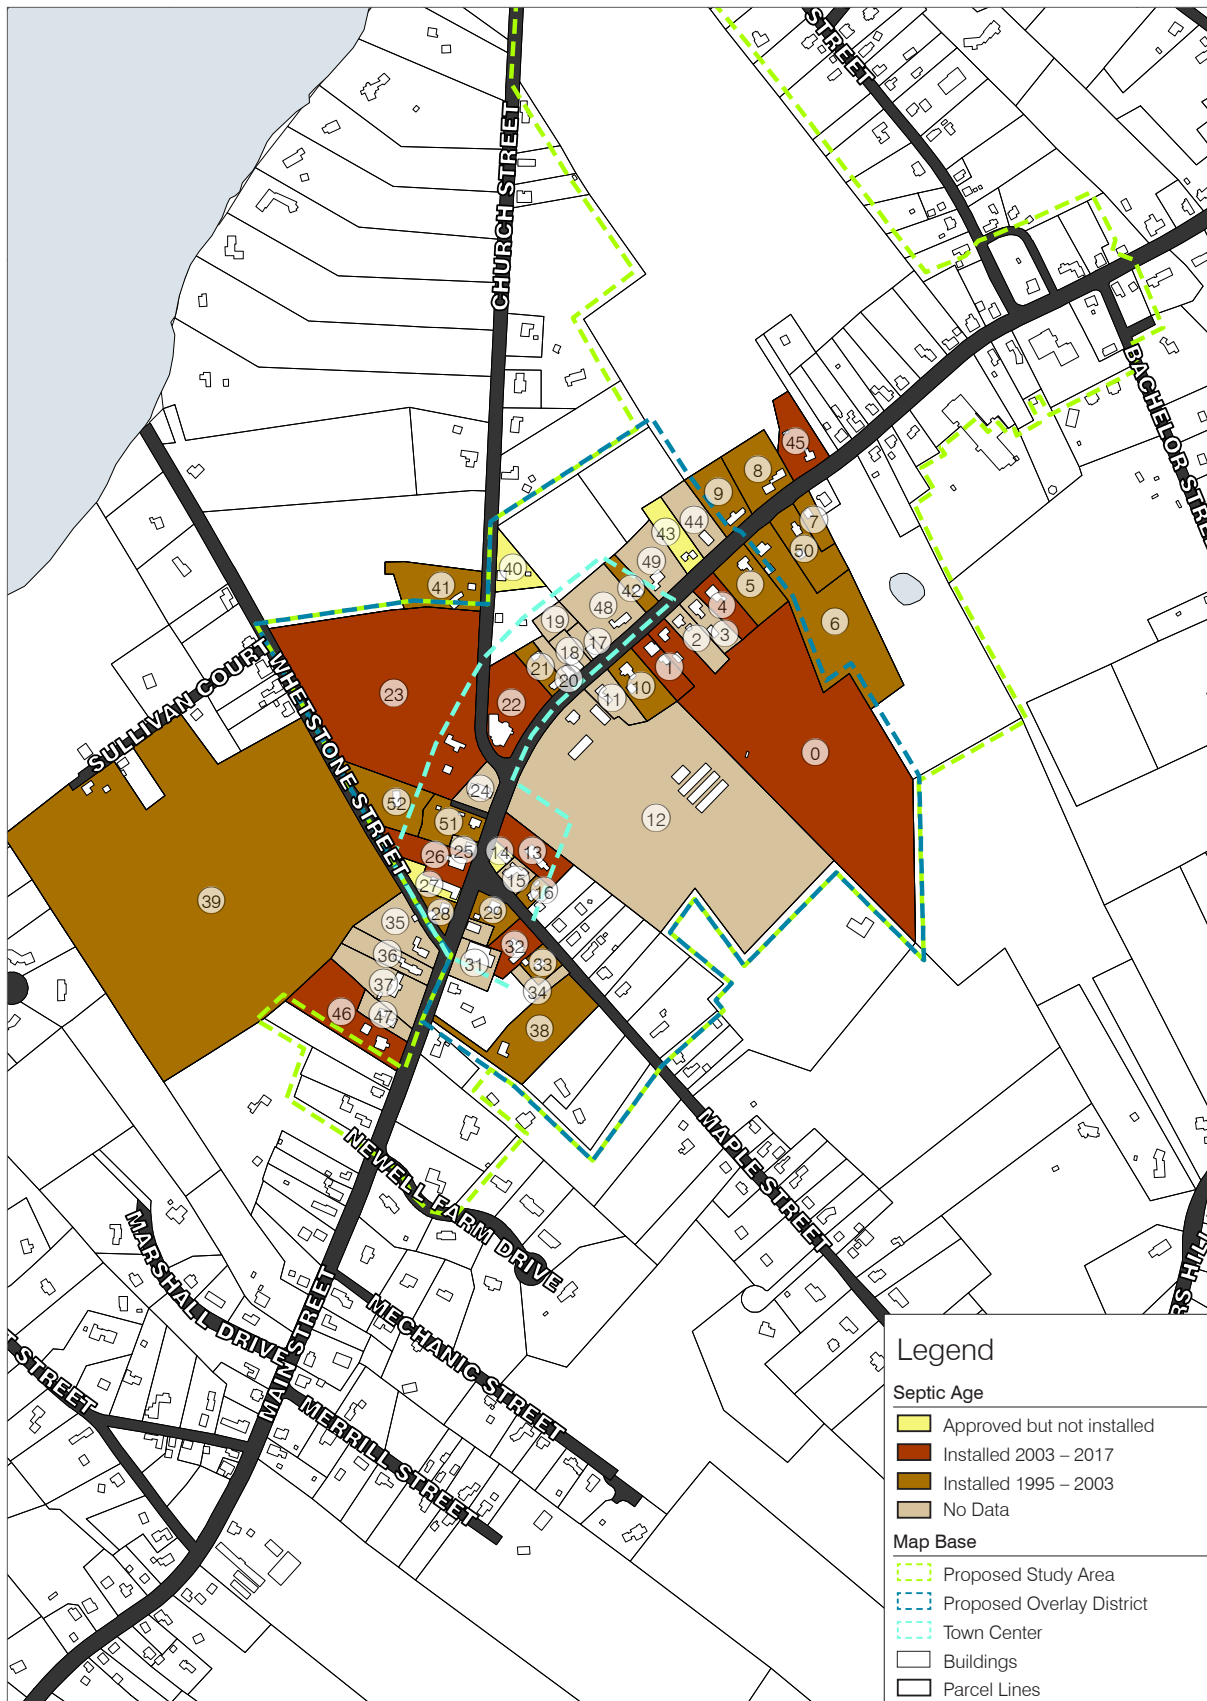 STREET
CHURCH STREET
BACHELOR STREE
45
8
9
7
44
43
50
49
40
41
5
42
48
4
6
19
2
3
17
18
21
1
20
10
11
23
22
SULLIVAN COURT
WHETSTONE STREET
0
24
52
12
51
25
14
13
26
15
27
16
39
28
29
35
32
36
31
33
37
34
46
47
38
NEWELL FARM DRIVE
MAPLE STREET
MARSHALL DRIVE
MAIN STREET
MECHANIC STREET
MERRILL STREET
T STREET
RS HIL
Legend
Septic Age
Approved but not installed
Installed 2003 – 2017
Installed 1995 – 2003
No Data
Map Base
Proposed Study Area
Proposed Overlay District
Town Center
Buildings
Parcel Lines